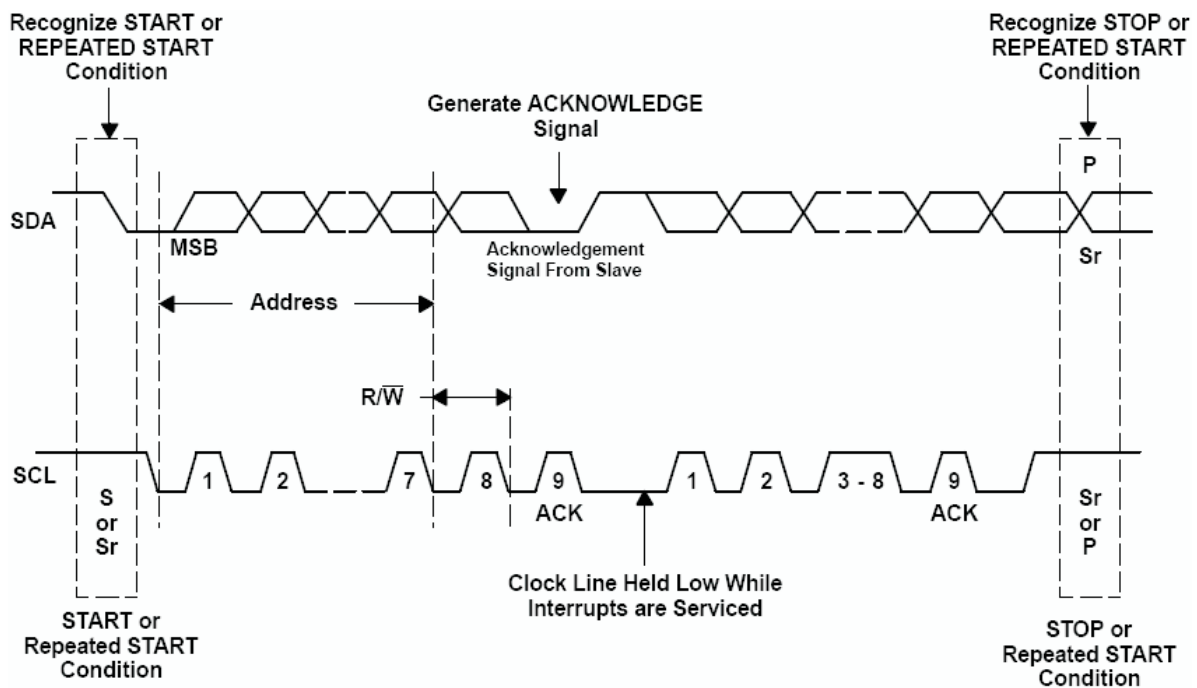 Recognize START or
REPEATED START
Condition
Recognize STOP or
REPEATED START
Condition
Generate ACKNOWLEDGE
Signal
P
SDA
MSB
Acknowledgement
Signal From Slave
Sr
Address
R/W̅
SCL
1
2
7
8
9
1
2
3 - 8
9
ACK
ACK
S
or
Sr
Sr
or
P
Clock Line Held Low While
Interrupts are Serviced
START or
Repeated START
Condition
STOP or
Repeated START
Condition